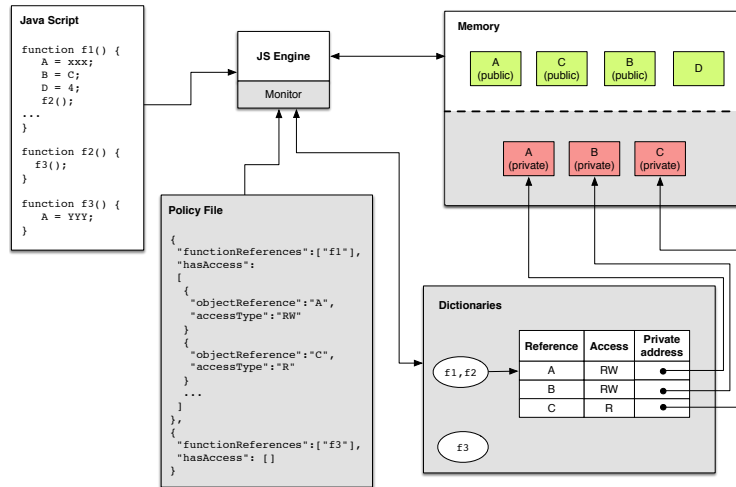 Java Script
function f1() {
A = xxx;
B = C;
D = 4;
f2();
...
}
function f2() {
f3();
}
function f3() {
A = YYY;
}
JS Engine
Monitor
Memory
A
(public)
C
(public)
B
(public)
D
A
(private)
B
(private)
C
(private)
Policy File
{
"functionReferences":["f1"],
"hasAccess":
[
{
"objectReference":"A",
"accessType":"RW"
}
{
"objectReference":"C",
"accessType":"R"
}
...
]
},
{
"functionReferences":["f3"],
"hasAccess": []
}
Dictionaries
f1,f2
f3
Reference Access Private address
A RW
B RW
C R